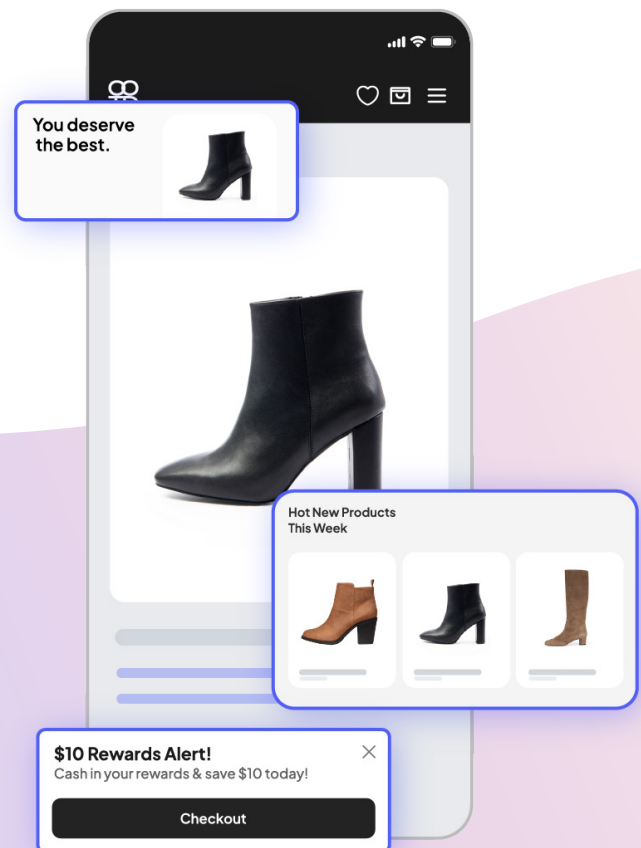 You deserve
the best.
Hot New Products
This Week
$10 Rewards Alert!
Cash in your rewards & save $10 today!
Checkout